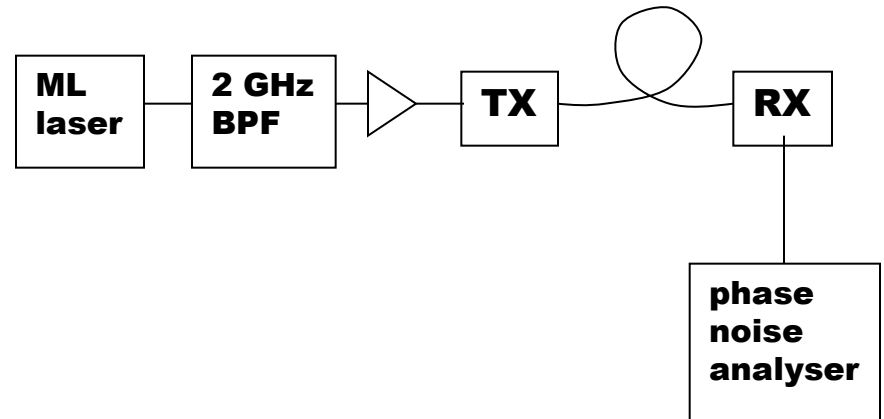 ML
laser
2 GHz
BPF
TX
RX
phase
noise
analyser